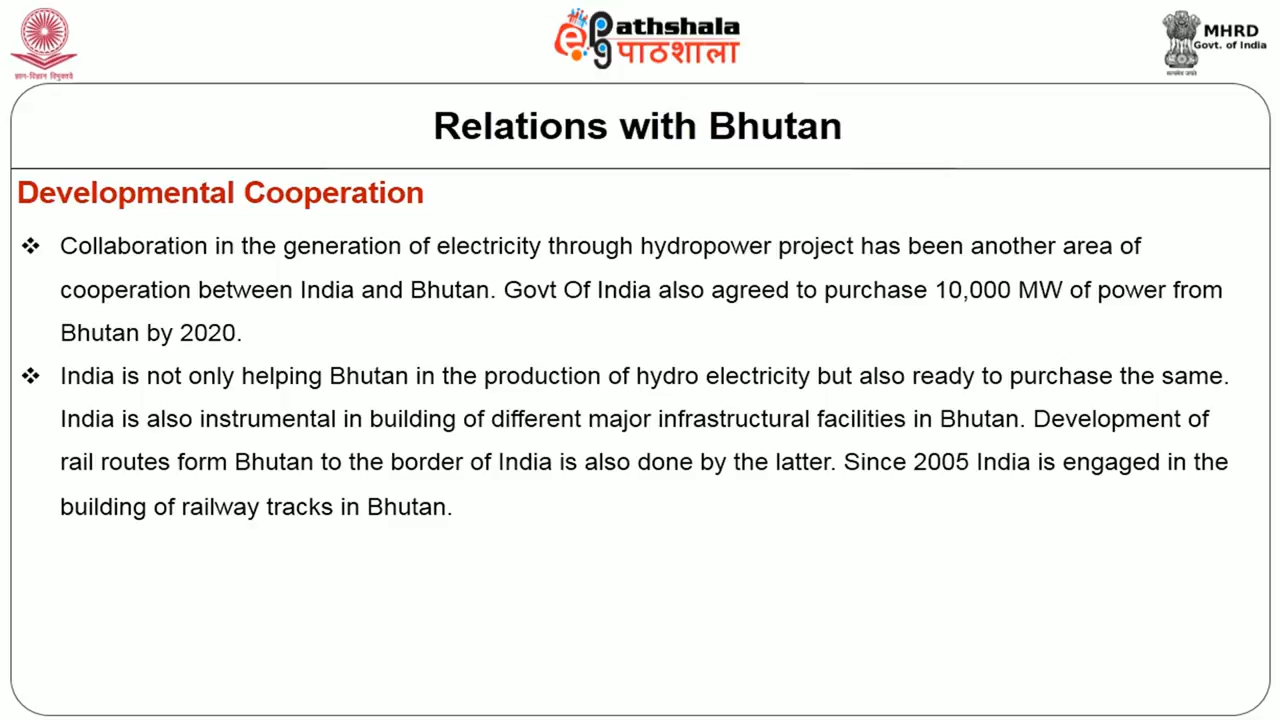 ज्ञान-विज्ञान विमुक्तये
ePathshala
पाठशाला
सत्यमेव जयते
MHRD
Govt. of India
Relations with Bhutan
Developmental Cooperation
❖ Collaboration in the generation of electricity through hydropower project has been another area of
cooperation between India and Bhutan. Govt Of India also agreed to purchase 10,000 MW of power from
Bhutan by 2020.
❖ India is not only helping Bhutan in the production of hydro electricity but also ready to purchase the same.
India is also instrumental in building of different major infrastructural facilities in Bhutan. Development of
rail routes form Bhutan to the border of India is also done by the latter. Since 2005 India is engaged in the
building of railway tracks in Bhutan.